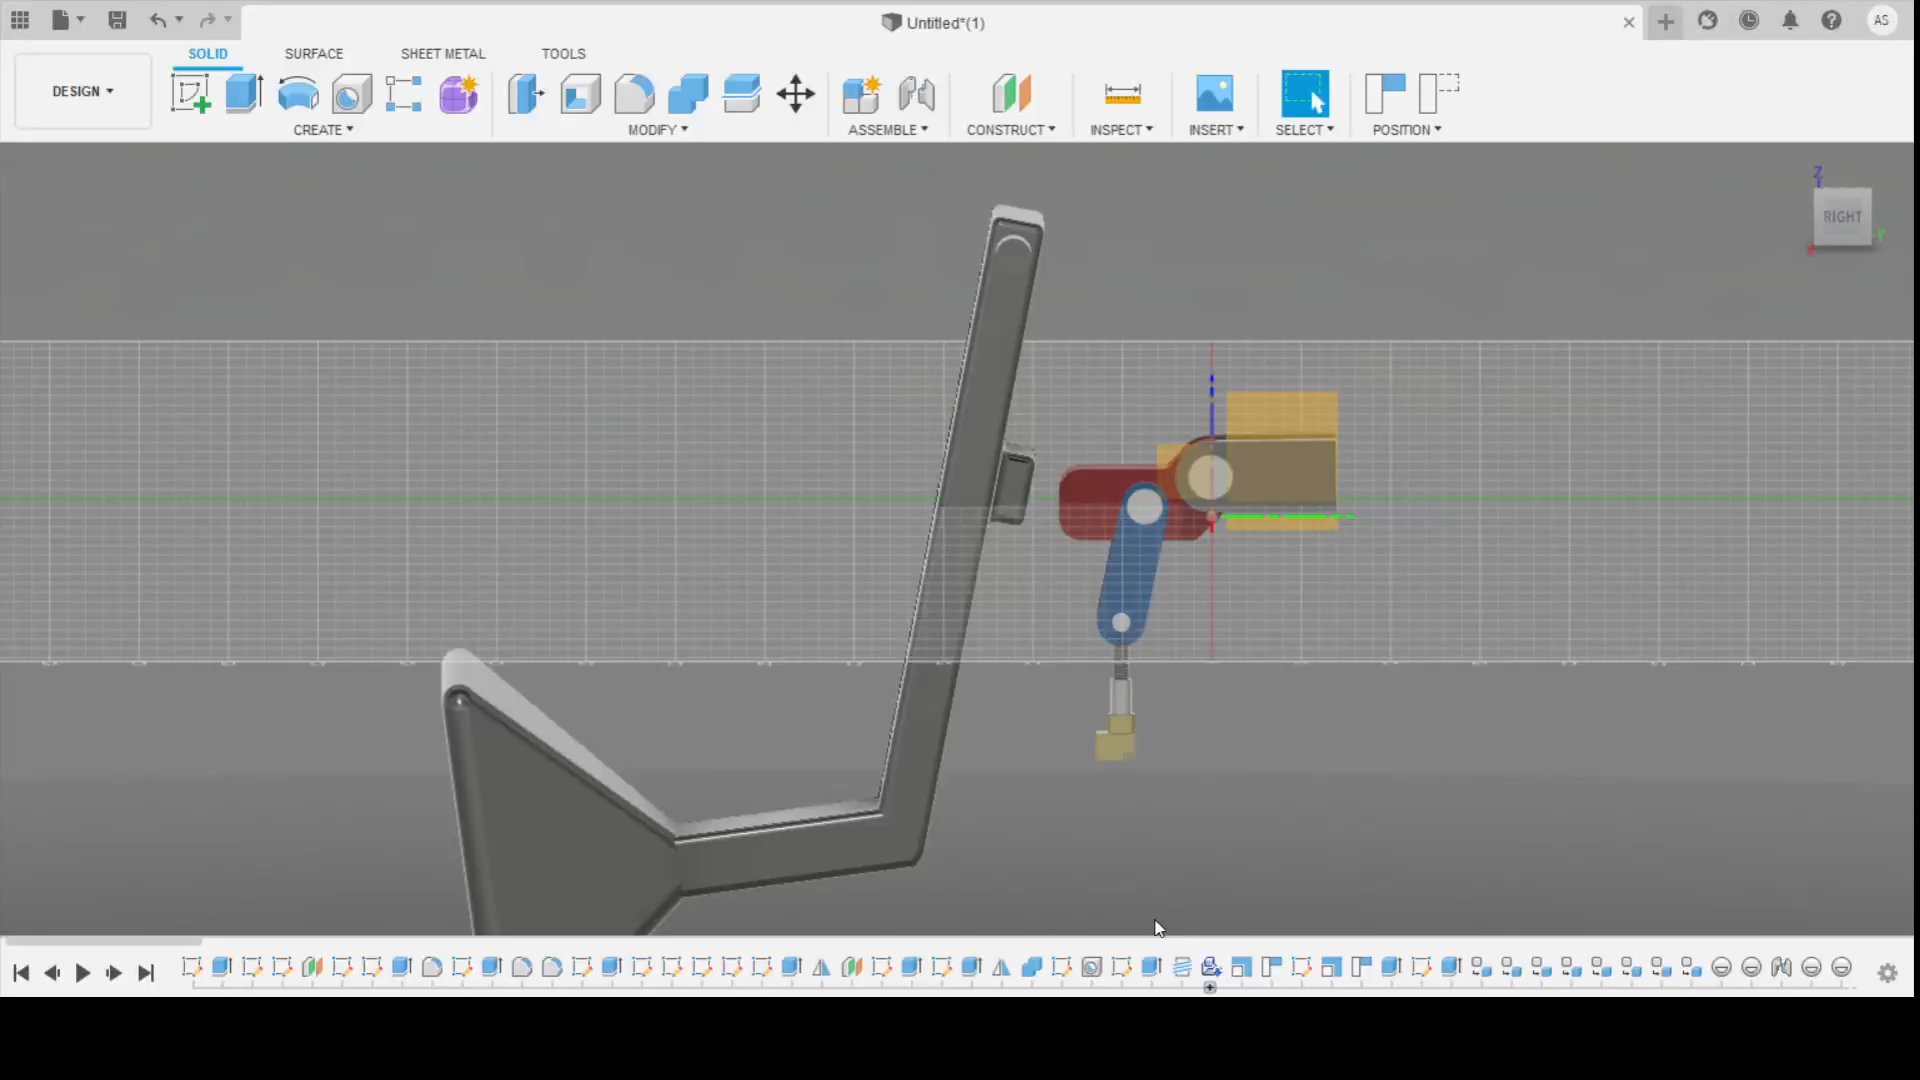 Untitled*(1)
AS
DESIGN
SOLID
SURFACE
SHEET METAL
TOOLS
CREATE
MODIFY
ASSEMBLE
CONSTRUCT
INSPECT
INSERT
SELECT
POSITION
Z
RIGHT
Y
X